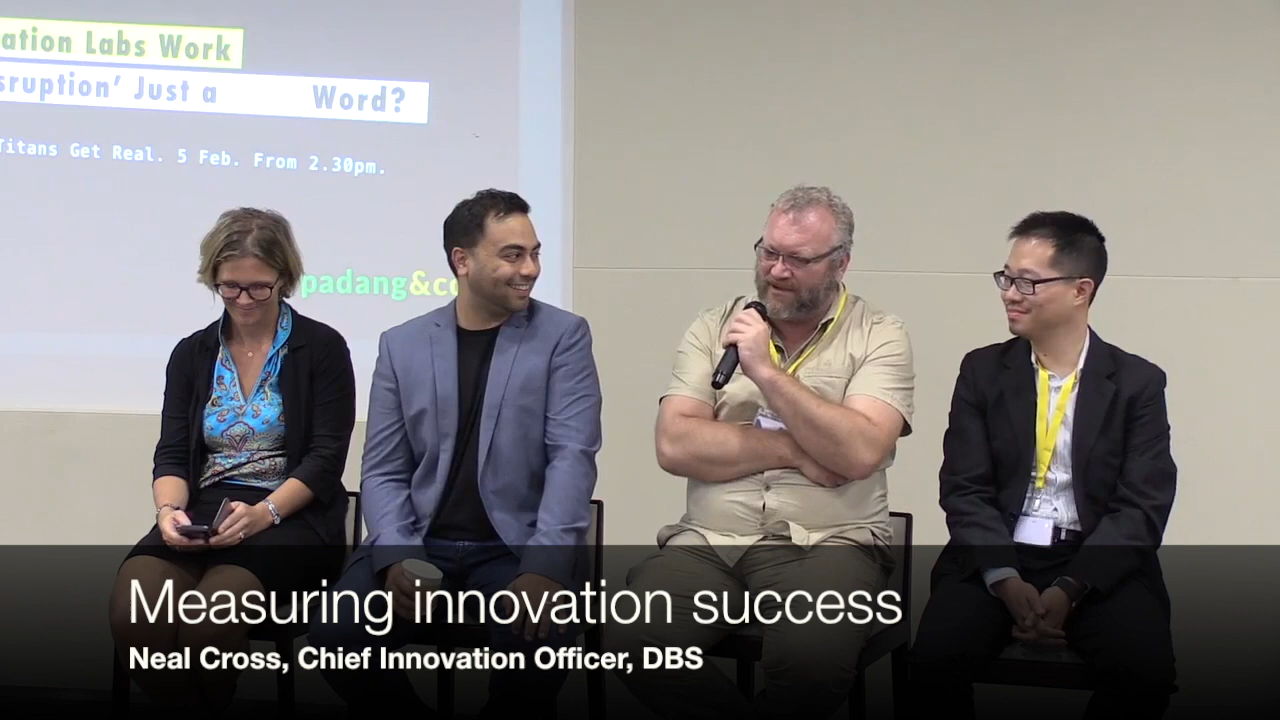 ation Labs Work
sruption’ Just a Word?
Titans Get Real. 5 Feb. From 2.30pm.
padang&co
Measuring innovation success
Neal Cross, Chief Innovation Officer, DBS